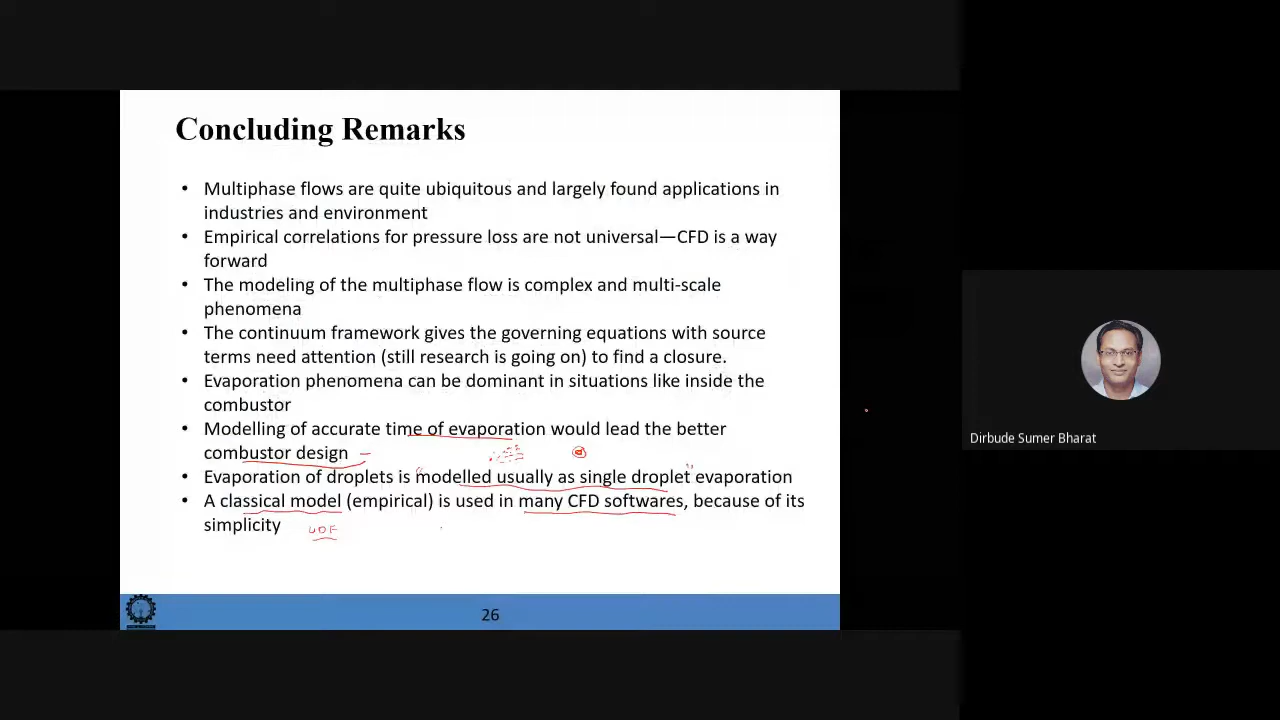 Concluding Remarks
• Multiphase flows are quite ubiquitous and largely found applications in
industries and environment
• Empirical correlations for pressure loss are not universal—CFD is a way
forward
• The modeling of the multiphase flow is complex and multi-scale
phenomena
• The continuum framework gives the governing equations with source
terms need attention (still research is going on) to find a closure.
• Evaporation phenomena can be dominant in situations like inside the
combustor
• Modelling of accurate time of evaporation would lead the better
combustor design
• Evaporation of droplets is modelled usually as single droplet evaporation
• A classical model (empirical) is used in many CFD softwares, because of its
simplicity
UDF
26
Dirbude Sumer Bharat